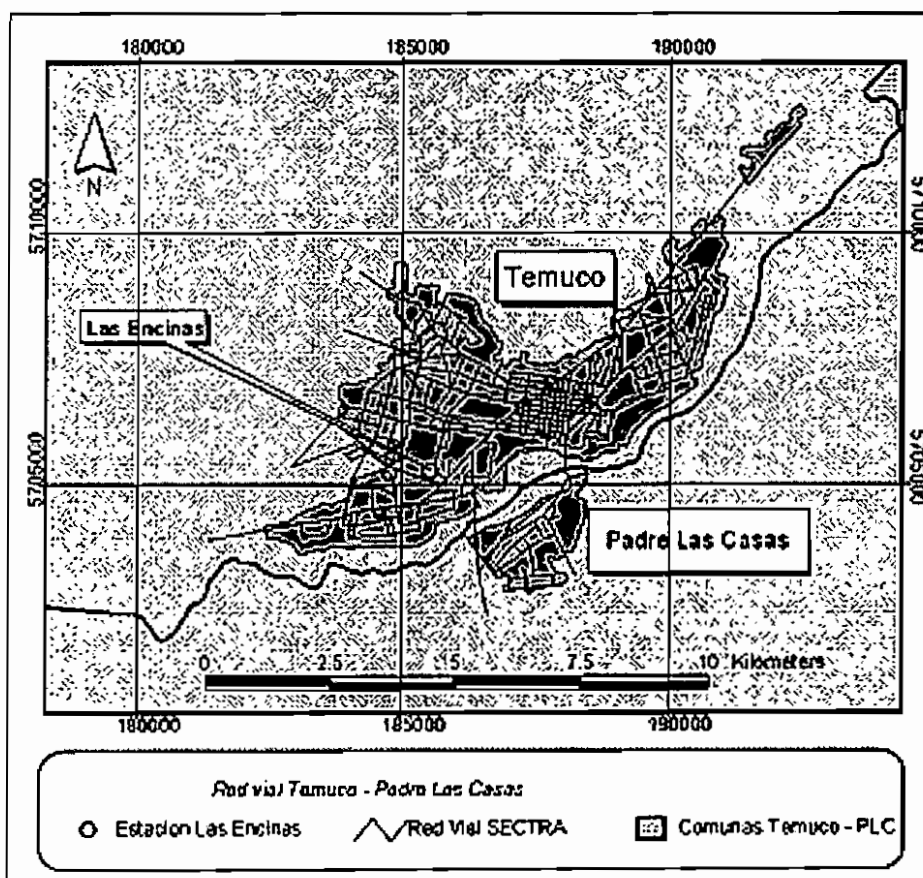 180000 185000 190000
N
5710000 5710000
Temuco
Las Encinas
5705000 5705000
Padre Las Casas
0 2.5 5 7.5 10 Kilometers
180000 185000 190000
Red vial Temuco - Padre Las Casas
Estacion Las Encinas Red Vial SECTRA Comunas Temuco - PLC